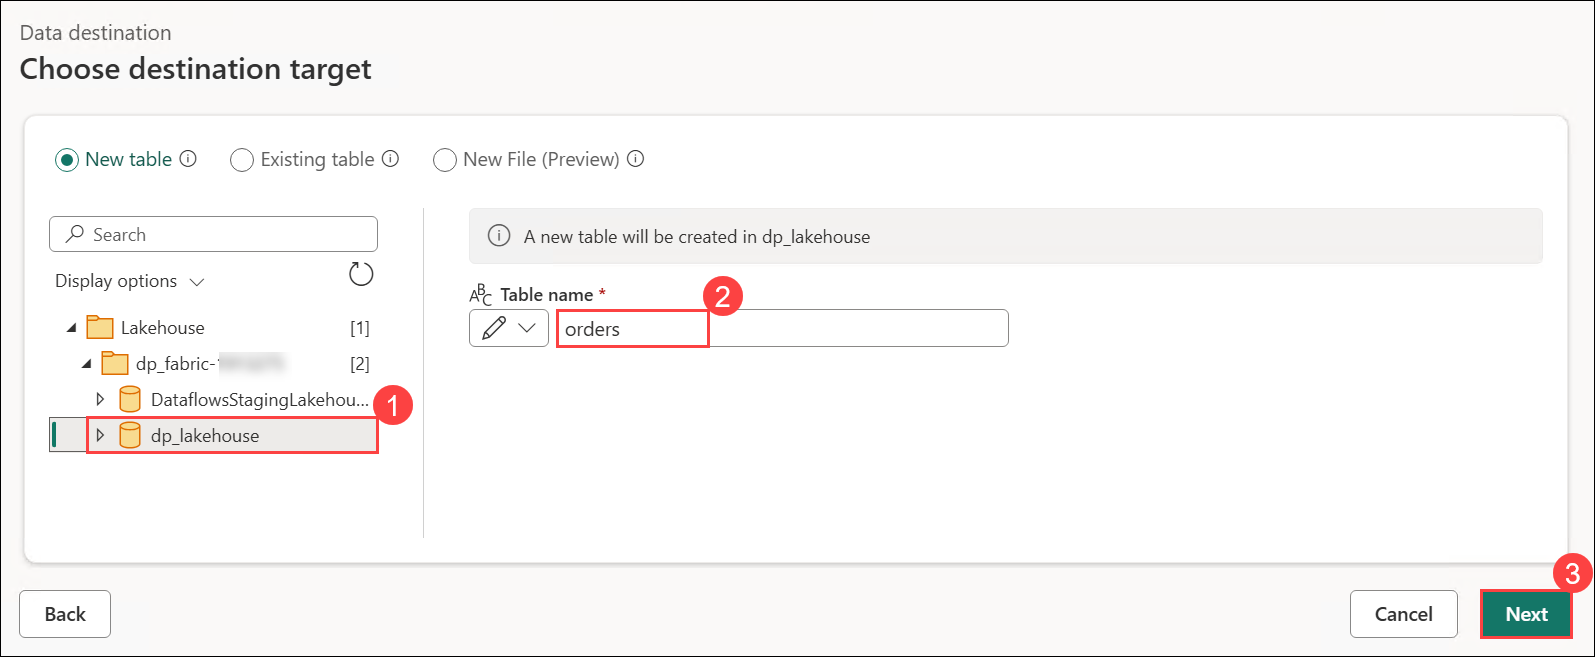 Data destination
Choose destination target
New table Existing table New File (Preview)
Search
Display options
Lakehouse [1]
dp_fabric- [2]
DataflowsStagingLakehou...
dp_lakehouse
1
A new table will be created in dp_lakehouse
ABC Table name *
2
orders
Back
Cancel
Next
3